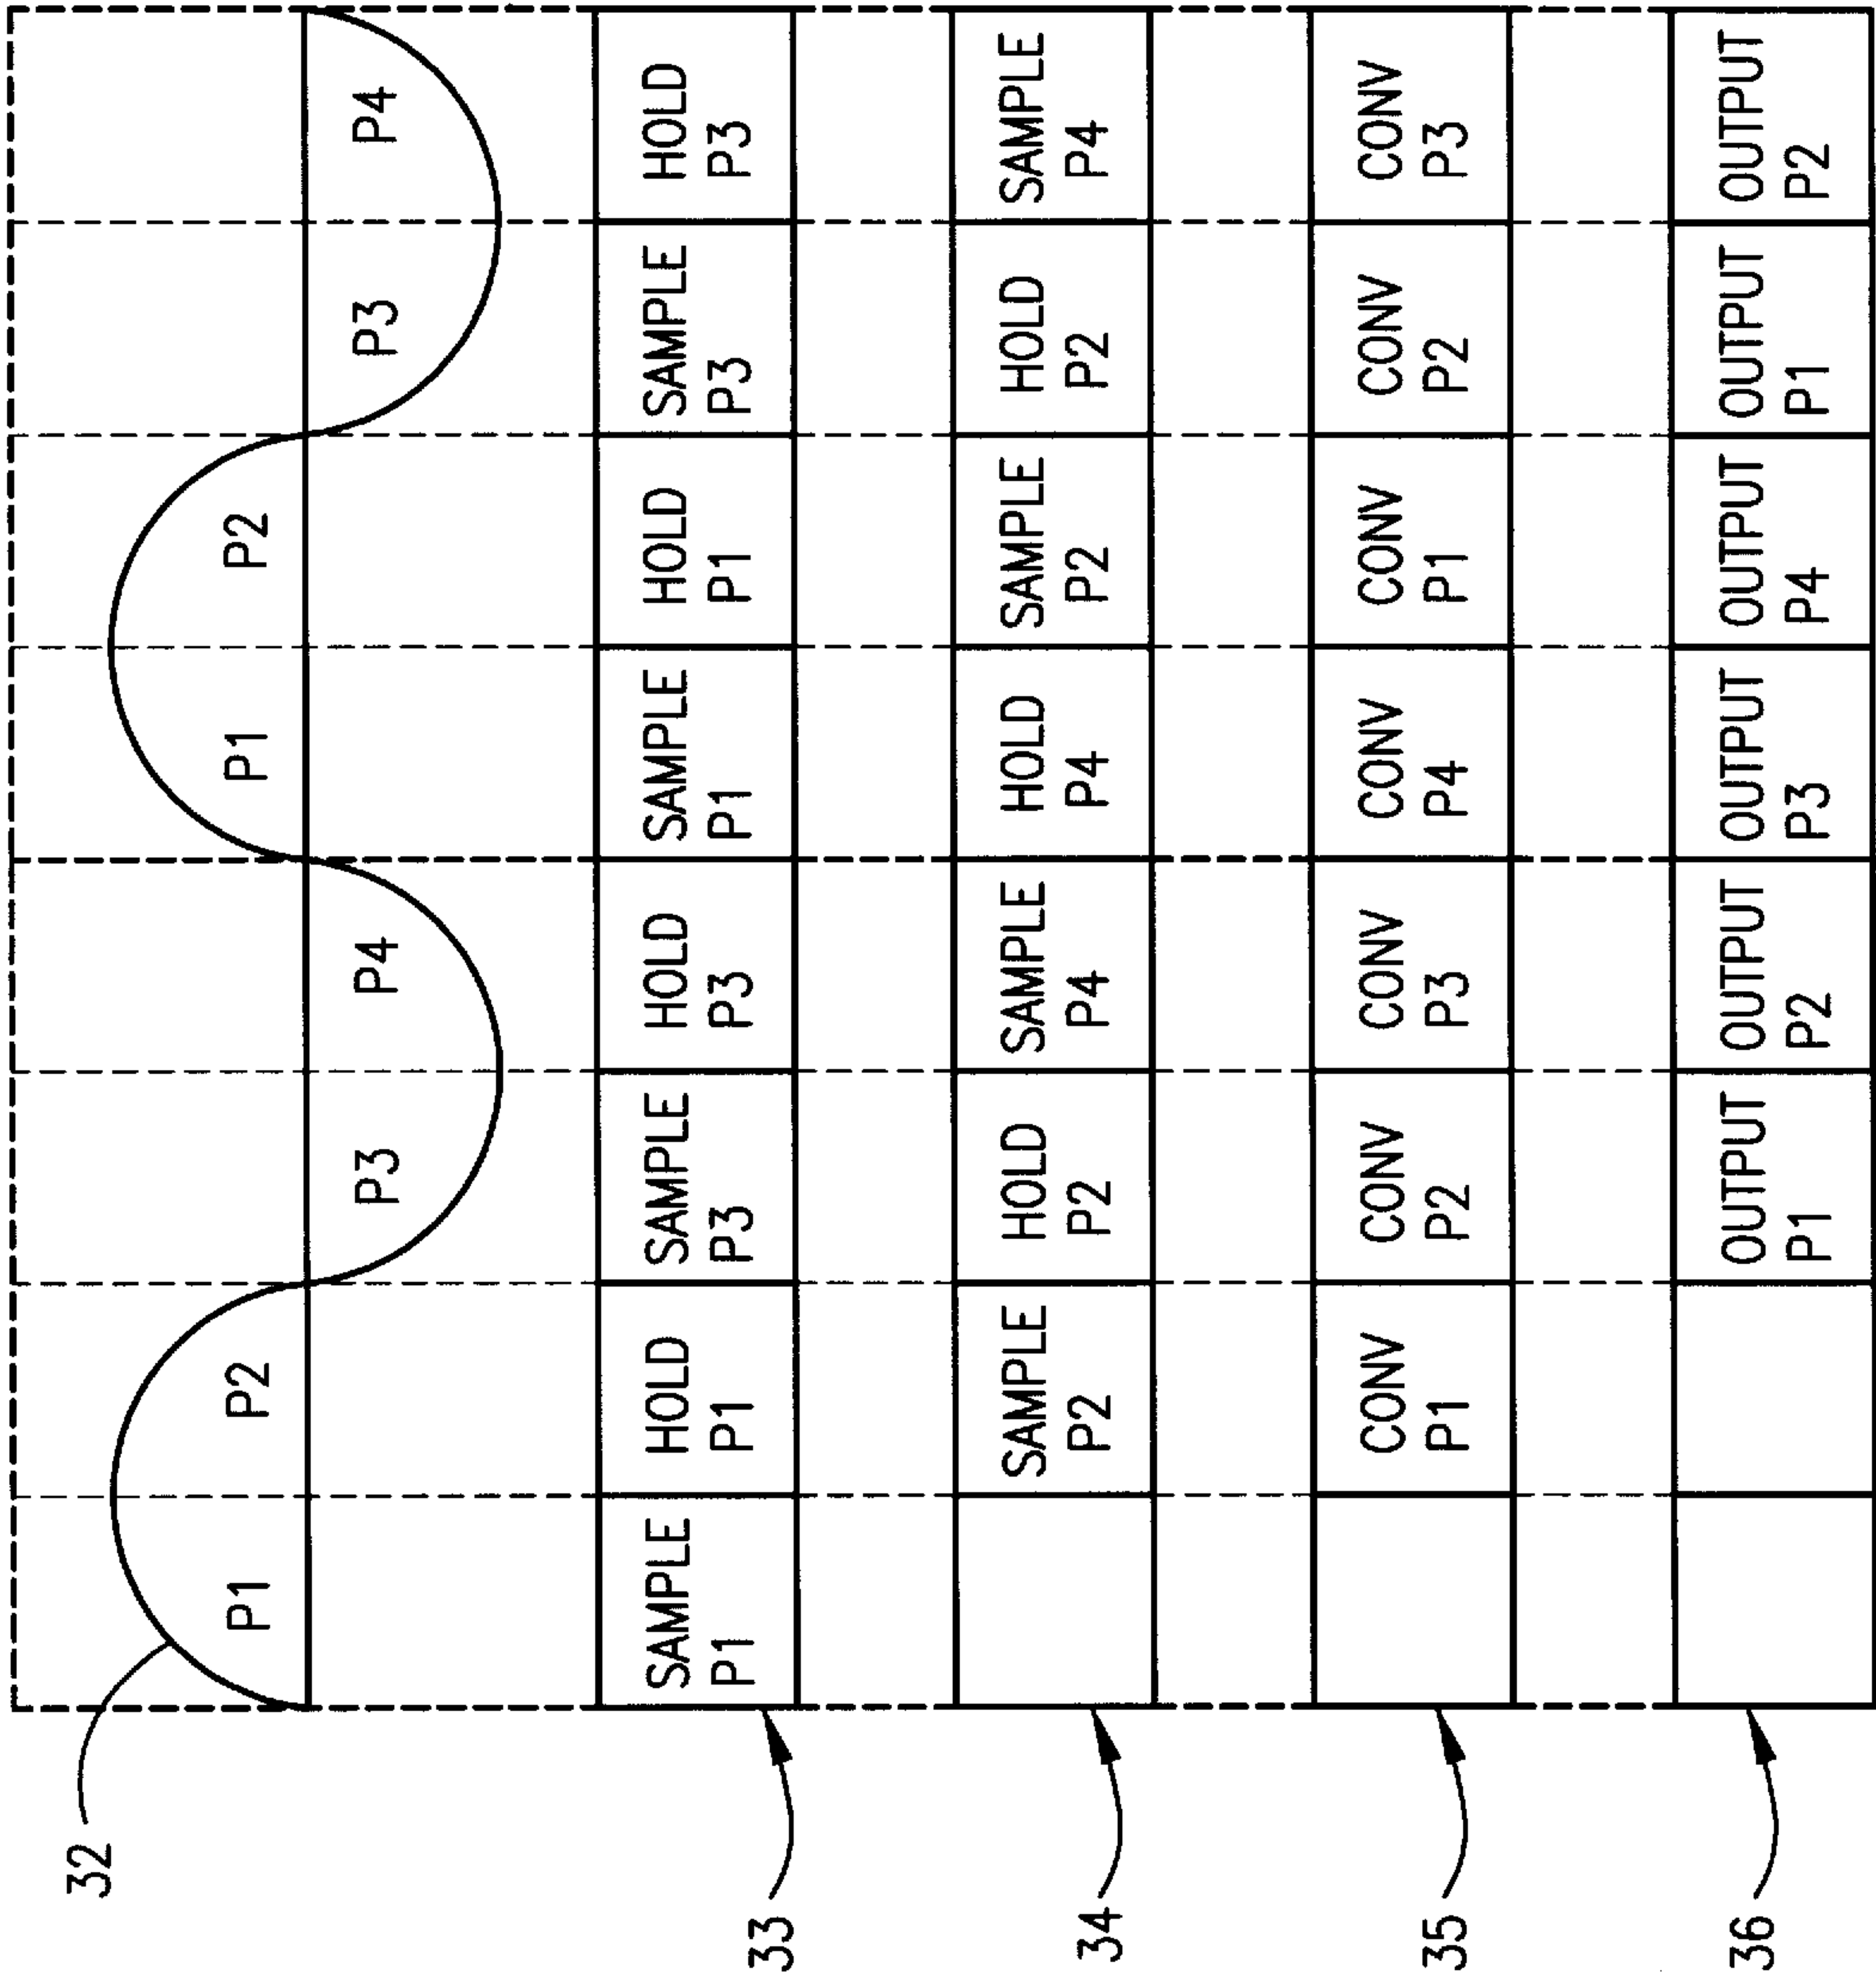 32
P1
P2
P3
P4
P1
P2
P3
P4
33
SAMPLE
P1
HOLD
P1
SAMPLE
P3
HOLD
P3
SAMPLE
P1
HOLD
P1
SAMPLE
P3
HOLD
P3
34
SAMPLE
P2
HOLD
P2
SAMPLE
P4
HOLD
P4
SAMPLE
P2
HOLD
P2
SAMPLE
P4
35
CONV
P1
CONV
P2
CONV
P3
CONV
P4
CONV
P1
CONV
P2
CONV
P3
36
OUTPUT
P1
OUTPUT
P2
OUTPUT
P3
OUTPUT
P4
OUTPUT
P1
OUTPUT
P2